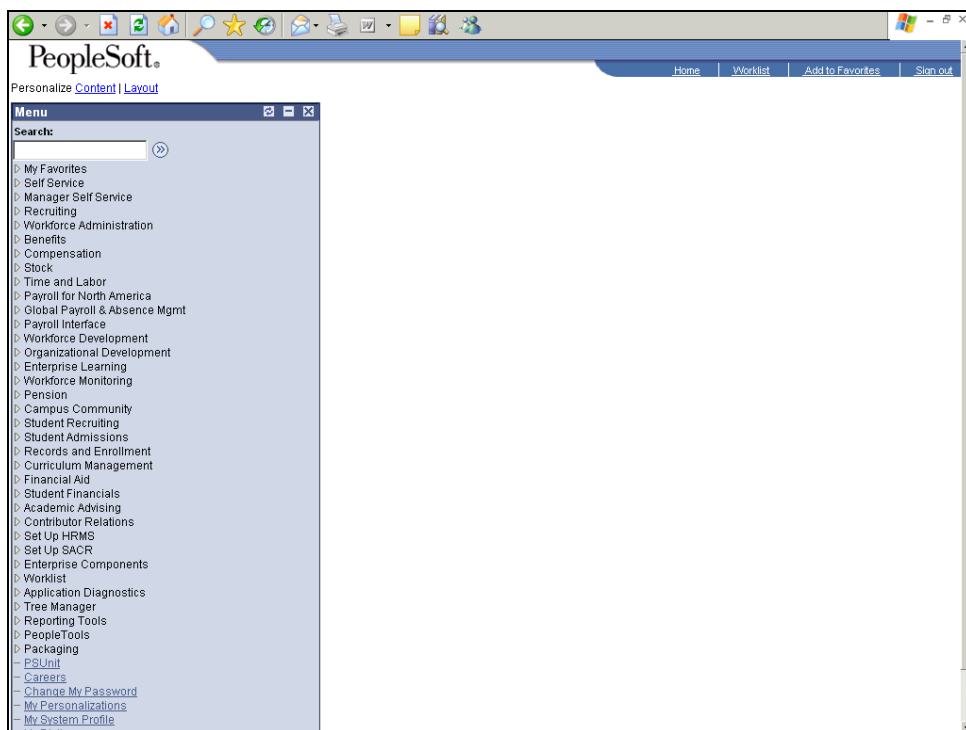 PeopleSoft.
Home Worklist Add to Favorites Sign out
Personalize Content | Layout
Menu
Search:
My Favorites
Self Service
Manager Self Service
Recruiting
Workforce Administration
Benefits
Compensation
Stock
Time and Labor
Payroll for North America
Global Payroll & Absence Mgmt
Payroll Interface
Workforce Development
Organizational Development
Enterprise Learning
Workforce Monitoring
Pension
Campus Community
Student Recruiting
Student Admissions
Records and Enrollment
Curriculum Management
Financial Aid
Student Financials
Academic Advising
Contributor Relations
Set Up HRMS
Set Up SACR
Enterprise Components
Worklist
Application Diagnostics
Tree Manager
Reporting Tools
PeopleTools
Packaging
PSUnit
Careers
Change My Password
My Personalizations
My System Profile